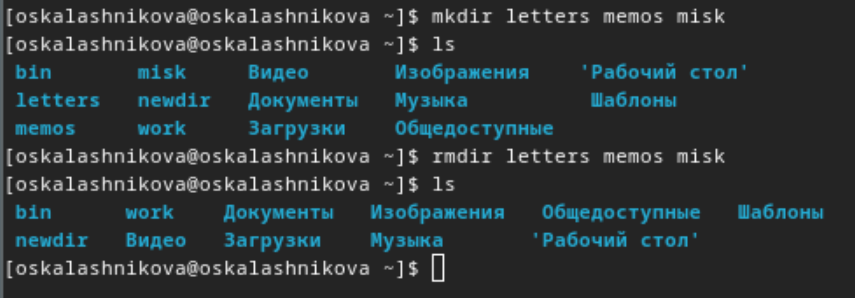 [oskalashnikova@oskalashnikova ~]$ mkdir letters memos misk
[oskalashnikova@oskalashnikova ~]$ ls
bin misk Видео Изображения 'Рабочий стол'
letters newdir Документы Музыка Шаблоны
memos work Загрузки Общедоступные
[oskalashnikova@oskalashnikova ~]$ rmdir letters memos misk
[oskalashnikova@oskalashnikova ~]$ ls
bin work Документы Изображения Общедоступные Шаблоны
newdir Видео Загрузки Музыка 'Рабочий стол'
[oskalashnikova@oskalashnikova ~]$